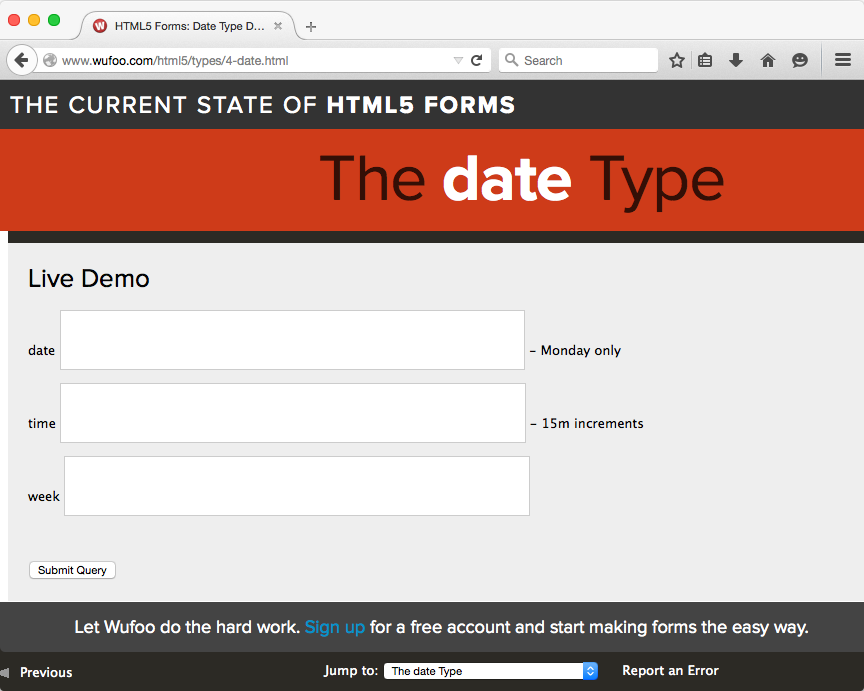 HTML5 Forms: Date Type D...
www.wufoo.com/html5/types/4-date.html
Search
THE CURRENT STATE OF HTML5 FORMS
The date Type
Live Demo
date – Monday only
time – 15m increments
week
Submit Query
Let Wufoo do the hard work. Sign up for a free account and start making forms the easy way.
Previous Jump to: The date Type Report an Error